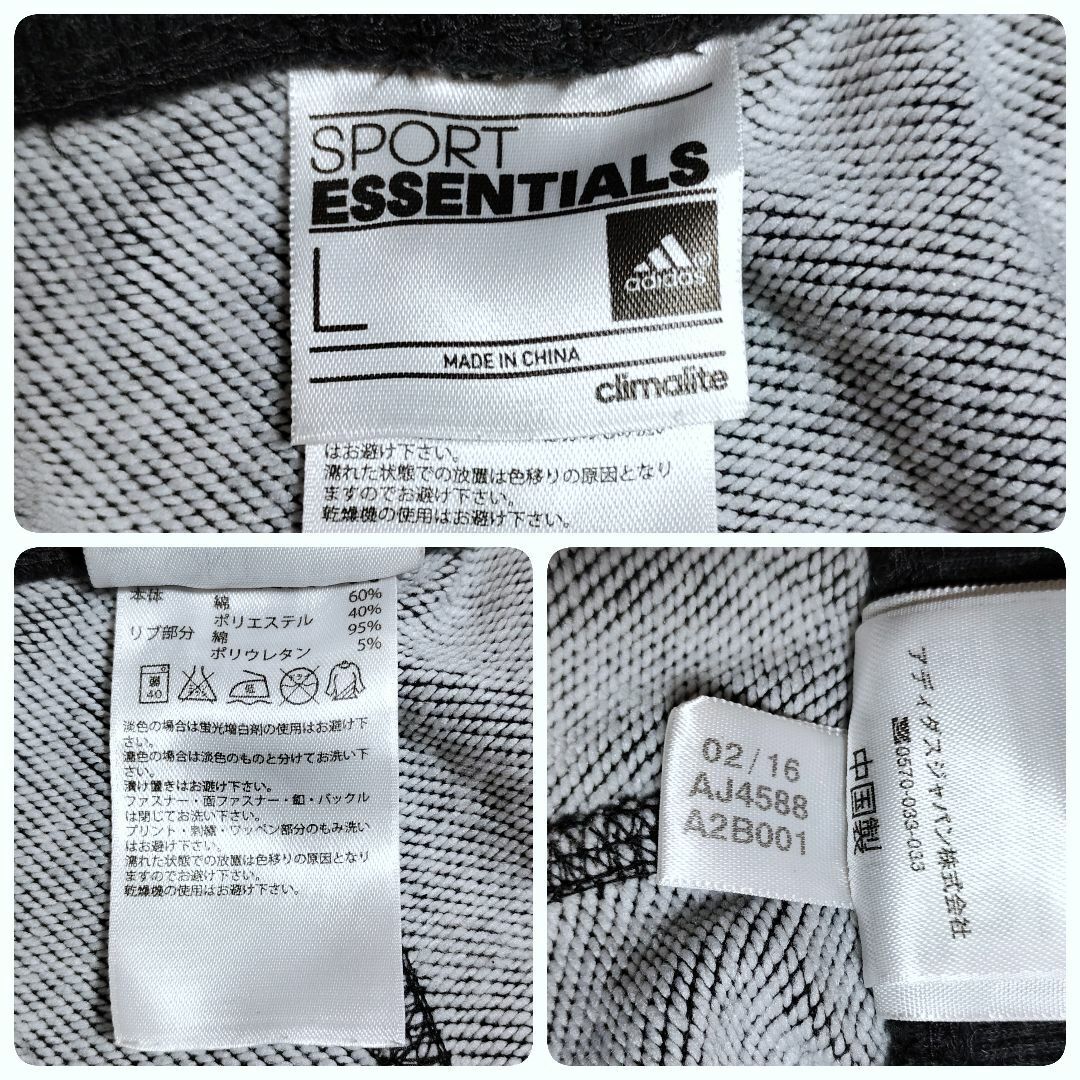 SPORT
ESSENTIALS
L
adidas
MADE IN CHINA
climalite
はお避け下さい。
濡れた状態での放置は色移りの原因となり
ますのでお避け下さい。
乾燥機の使用はお避け下さい。
本体 綿 60%
ポリエステル 40%
リブ部分 綿 95%
ポリウレタン 5%
40
淡色の場合は蛍光増白剤の使用はお避け下
さい。
濃色の場合は淡色のものと分けてお洗い下
さい。
漬け置きはお避け下さい。
ファスナー・面ファスナー・釦・バックル
は閉じてお洗い下さい。
プリント・刺繍・ワッペン部分のもみ洗い
はお避け下さい。
濡れた状態での放置は色移りの原因となり
ますのでお避け下さい。
乾燥機の使用はお避け下さい。
02/16
AJ4588
A2B001
アディダスジャパン株式会社
0570-033-033
中国製